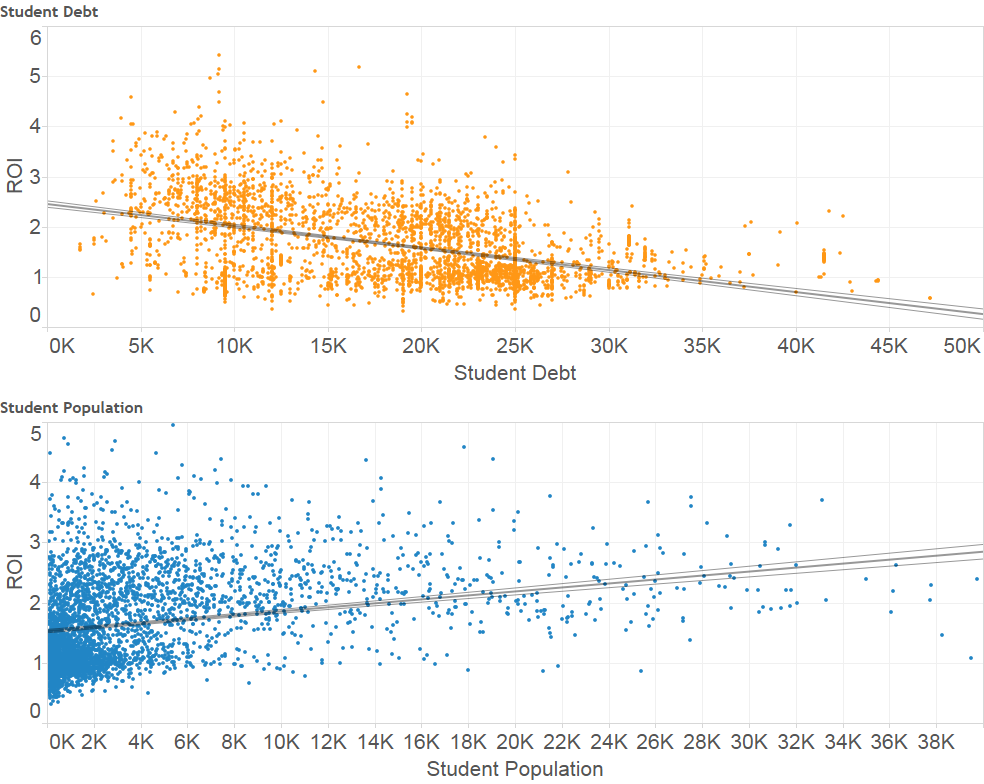 Student Debt
6
5
4
3
2
1
0
ROI
0K 5K 10K 15K 20K 25K 30K 35K 40K 45K 50K
Student Debt
Student Population
5
4
3
2
1
0
ROI
0K 2K 4K 6K 8K 10K 12K 14K 16K 18K 20K 22K 24K 26K 28K 30K 32K 34K 36K 38K
Student Population